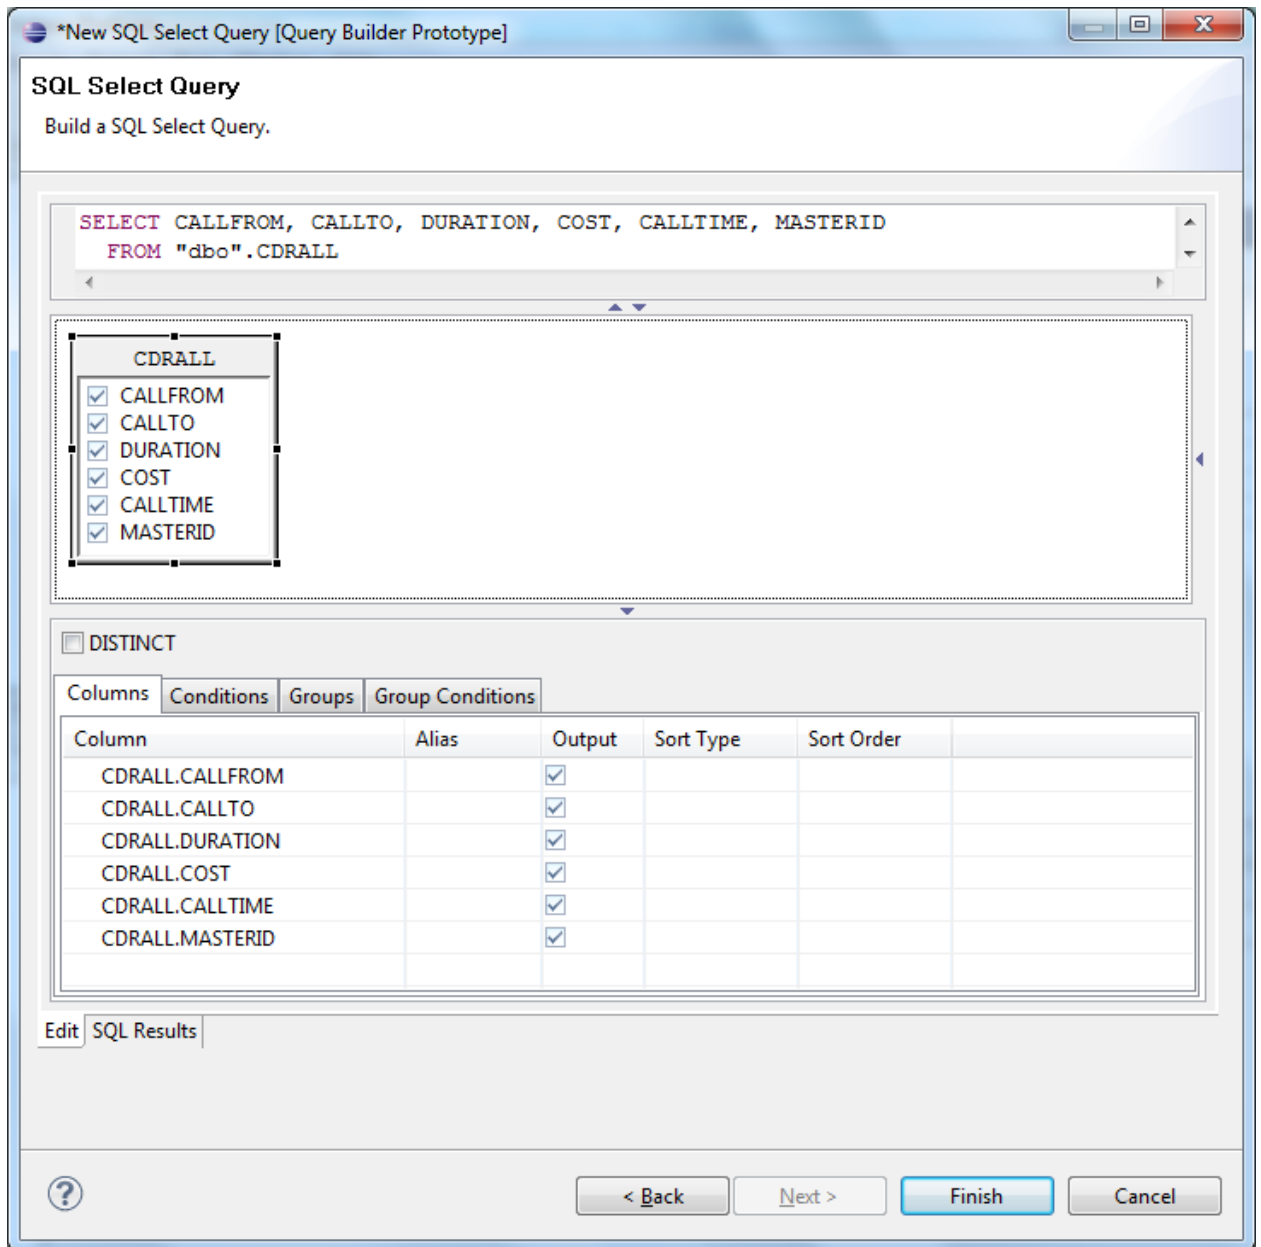 *New SQL Select Query [Query Builder Prototype]
SQL Select Query
Build a SQL Select Query.
SELECT CALLFROM, CALLTO, DURATION, COST, CALLTIME, MASTERID
FROM "dbo".CDRALL
CDRALL
CALLFROM
CALLTO
DURATION
COST
CALLTIME
MASTERID
DISTINCT
Columns Conditions Groups Group Conditions
Column Alias Output Sort Type Sort Order
CDRALL.CALLFROM
CDRALL.CALLTO
CDRALL.DURATION
CDRALL.COST
CDRALL.CALLTIME
CDRALL.MASTERID
Edit SQL Results
? < Back Next > Finish Cancel